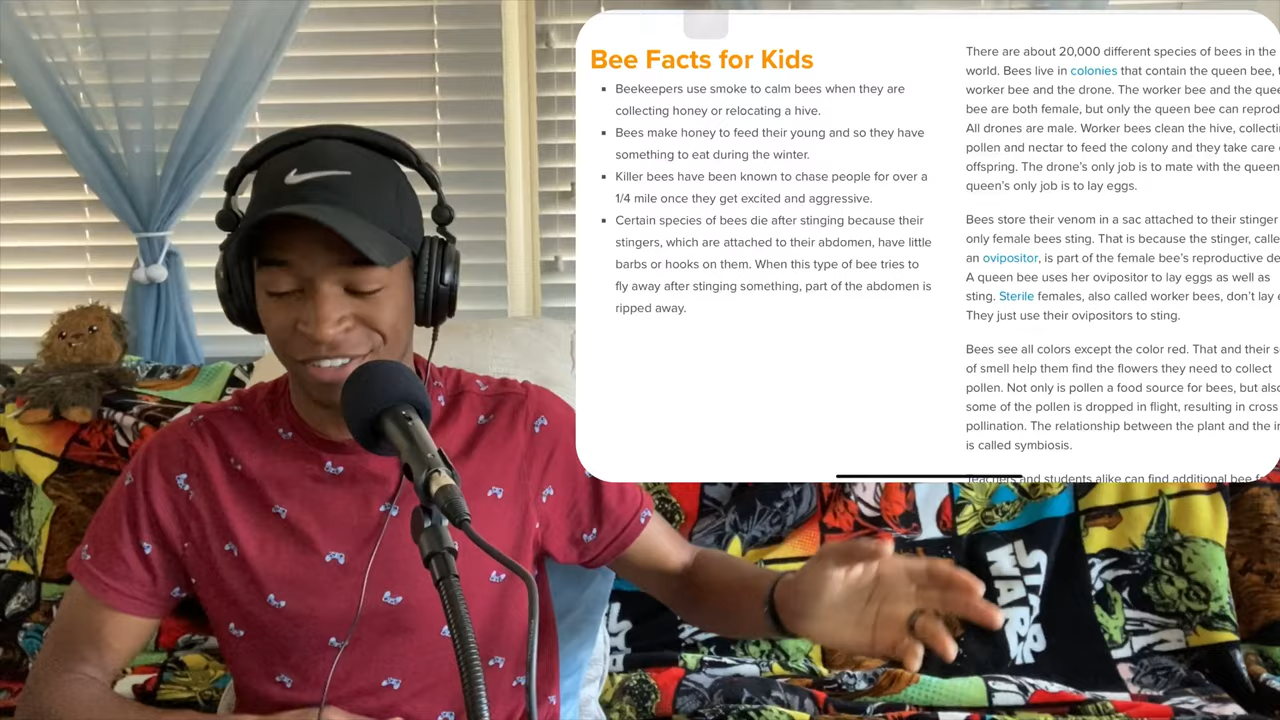 Bee Facts for Kids
Beekeepers use smoke to calm bees when they are
collecting honey or relocating a hive.
Bees make honey to feed their young and so they have
something to eat during the winter.
Killer bees have been known to chase people for over a
1/4 mile once they get excited and aggressive.
Certain species of bees die after stinging because their
stingers, which are attached to their abdomen, have little
barbs or hooks on them. When this type of bee tries to
fly away after stinging something, part of the abdomen is
ripped away.
There are about 20,000 different species of bees in the
world. Bees live in colonies that contain the queen bee,
worker bee and the drone. The worker bee and the
bee are both female, but only the queen bee can
All drones are male. Worker bees clean the hive,
pollen and nectar to feed the colony and they take care
offspring. The drone's only job is to mate with the queen
queen's only job is to lay eggs.
Bees store their venom in a sac attached to their stinger
only female bees sting. That is because the stinger,
an ovipositor, is part of the female bee's reproductive
A queen bee uses her ovipositor to lay eggs as well as
sting. Sterile females, also called worker bees, don't lay
They just use their ovipositors to sting.
Bees see all colors except the color red. That and their
of smell help them find the flowers they need to collect
pollen. Not only is pollen a food source for bees, but
some of the pollen is dropped in flight, resulting in cross
pollination. The relationship between the plant and the
is called symbiosis.
Teachers and students alike can find additional bee
STAR
WARS